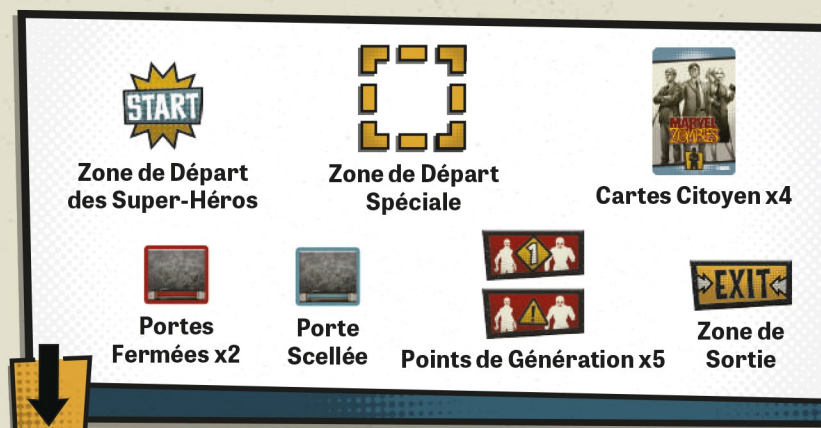 START
Zone de Départ
des Super-Héros
Zone de Départ
Spéciale
MARVEL
ZOMBIES
Cartes Citoyen x4
Portes
Fermées x2
Porte
Scellée
1
!
Points de Génération x5
EXIT
Zone de
Sortie